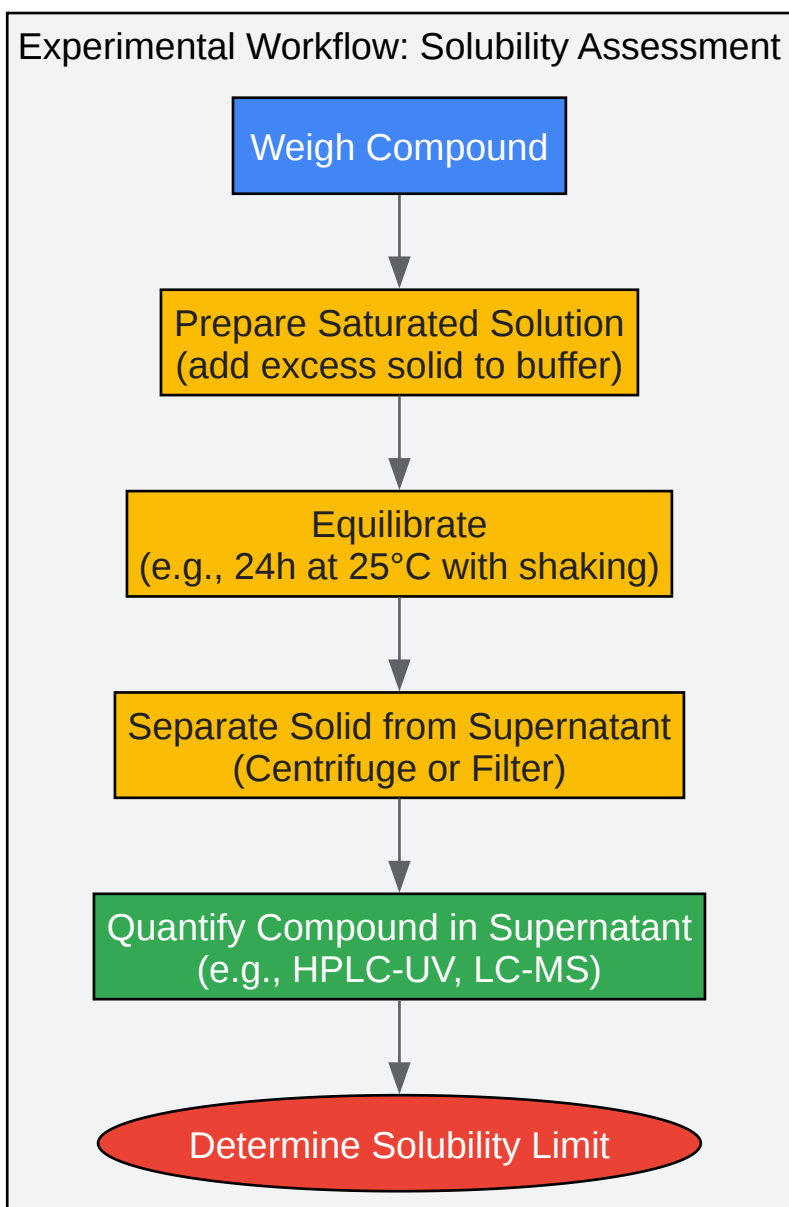 Experimental Workflow: Solubility Assessment
Weigh Compound
Prepare Saturated Solution
(add excess solid to buffer)
Equilibrate
(e.g., 24h at 25°C with shaking)
Separate Solid from Supernatant
(Centrifuge or Filter)
Quantify Compound in Supernatant
(e.g., HPLC-UV, LC-MS)
Determine Solubility Limit